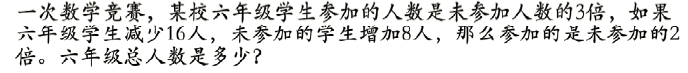 一次数学竞赛，某校六年级学生参加的人数是未参加人数的3倍，如果
六年级学生减少16人，未参加的学生增加8人，那么参加的是未参加的2
倍。六年级总人数是多少？